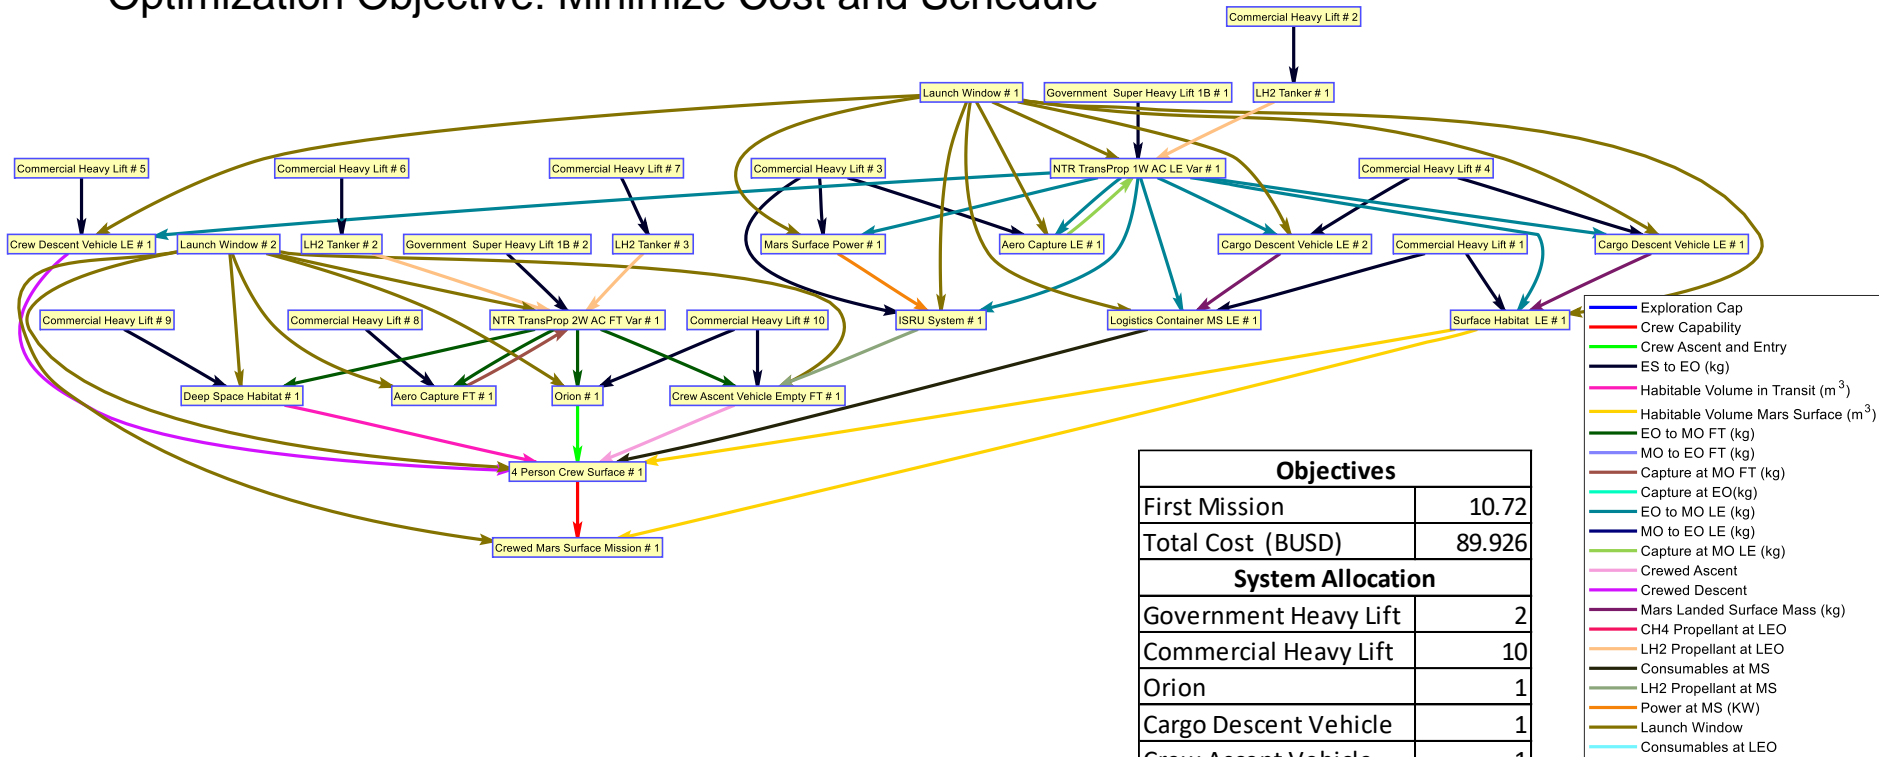 Optimization Objective: Minimize Cost and Schedule
Commercial Heavy Lift # 2
Launch Window # 1
Government  Super Heavy Lift 1B # 1
LH2 Tanker # 1
Commercial Heavy Lift # 5
Commercial Heavy Lift # 6
Commercial Heavy Lift # 7
Commercial Heavy Lift # 3
NTR TransProp 1W AC LE Var # 1
Commercial Heavy Lift # 4
Crew Descent Vehicle LE # 1
Launch Window # 2
LH2 Tanker # 2
Government  Super Heavy Lift 1B # 2
LH2 Tanker # 3
Mars Surface Power # 1
Aero Capture LE # 1
Cargo Descent Vehicle LE # 2
Commercial Heavy Lift # 1
Cargo Descent Vehicle LE # 1
Commercial Heavy Lift # 9
Commercial Heavy Lift # 8
NTR TransProp 2W AC FT Var # 1
Commercial Heavy Lift # 10
ISRU System # 1
Logistics Container MS LE # 1
Surface Habitat  LE # 1
Deep Space Habitat # 1
Aero Capture FT # 1
Orion # 1
Crew Ascent Vehicle Empty FT # 1
4 Person Crew Surface # 1
Crewed Mars Surface Mission # 1
Objectives
First Mission 10.72
Total Cost (BUSD) 89.926
System Allocation
Government Heavy Lift 2
Commercial Heavy Lift 10
Orion 1
Cargo Descent Vehicle 1
Crew Ascent Vehicle 1
Exploration Cap
Crew Capability
Crew Ascent and Entry
ES to EO (kg)
Habitable Volume in Transit (m3)
Habitable Volume Mars Surface (m3)
EO to MO FT (kg)
MO to EO FT (kg)
Capture at MO FT (kg)
Capture at EO(kg)
EO to MO LE (kg)
MO to EO LE (kg)
Capture at MO LE (kg)
Crewed Ascent
Crewed Descent
Mars Landed Surface Mass (kg)
CH4 Propellant at LEO
LH2 Propellant at LEO
Consumables at MS
LH2 Propellant at MS
Power at MS (KW)
Launch Window
Consumables at LEO